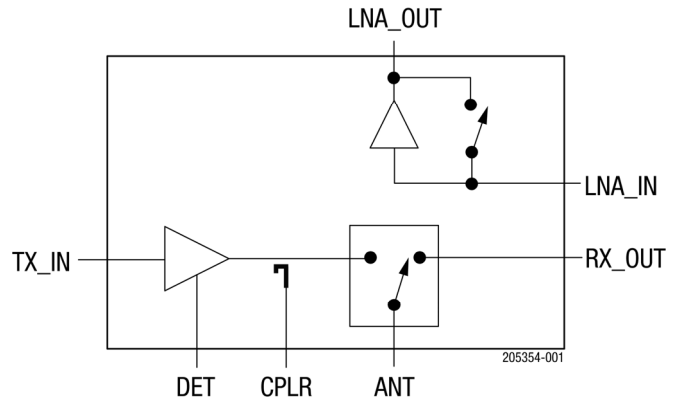 LNA_OUT
LNA_IN
TX_IN
RX_OUT
205354-001
DET
CPLR
ANT